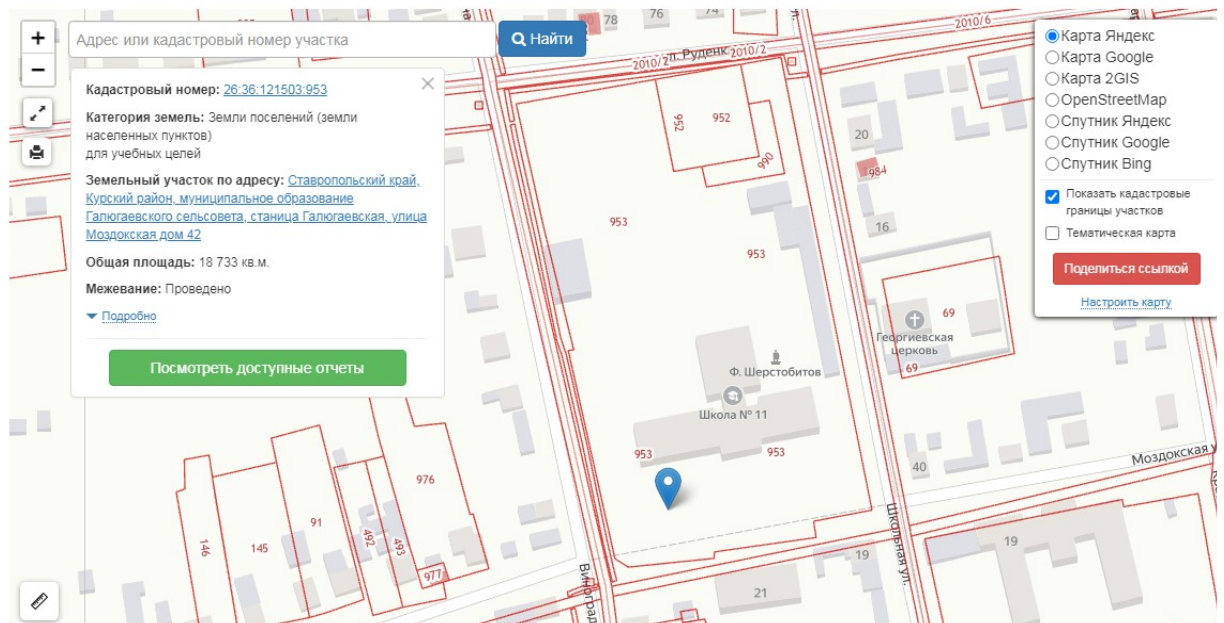 +
−
Адрес или кадастровый номер участка
Найти
Кадастровый номер: 26:36:121503:953
Категория земель: Земли поселений (земли
населенных пунктов)
для учебных целей
Земельный участок по адресу: Ставропольский край,
Курский район, муниципальное образование
Галюгаевского сельсовета, станица Галюгаевская, улица
Моздокская дом 42
Общая площадь: 18 733 кв.м.
Межевание: Проведено
Подробно
Посмотреть доступные отчеты
Карта Яндекс
Карта Google
Карта 2GIS
OpenStreetMap
Спутник Яндекс
Спутник Google
Спутник Bing
Показать кадастровые
границы участков
Тематическая карта
Поделиться ссылкой
Настроить карту
78
76
74
2010/6
2010/2
л. Руденк
2010/2
952
952
990
20
984
16
953
953
69
Георгиевская
церковь
69
Ф. Шерстобитов
Школа № 11
953
953
40
Моздокская у
976
91
492
493
146
145
977
Виноград
Школьная ул.
19
21
19